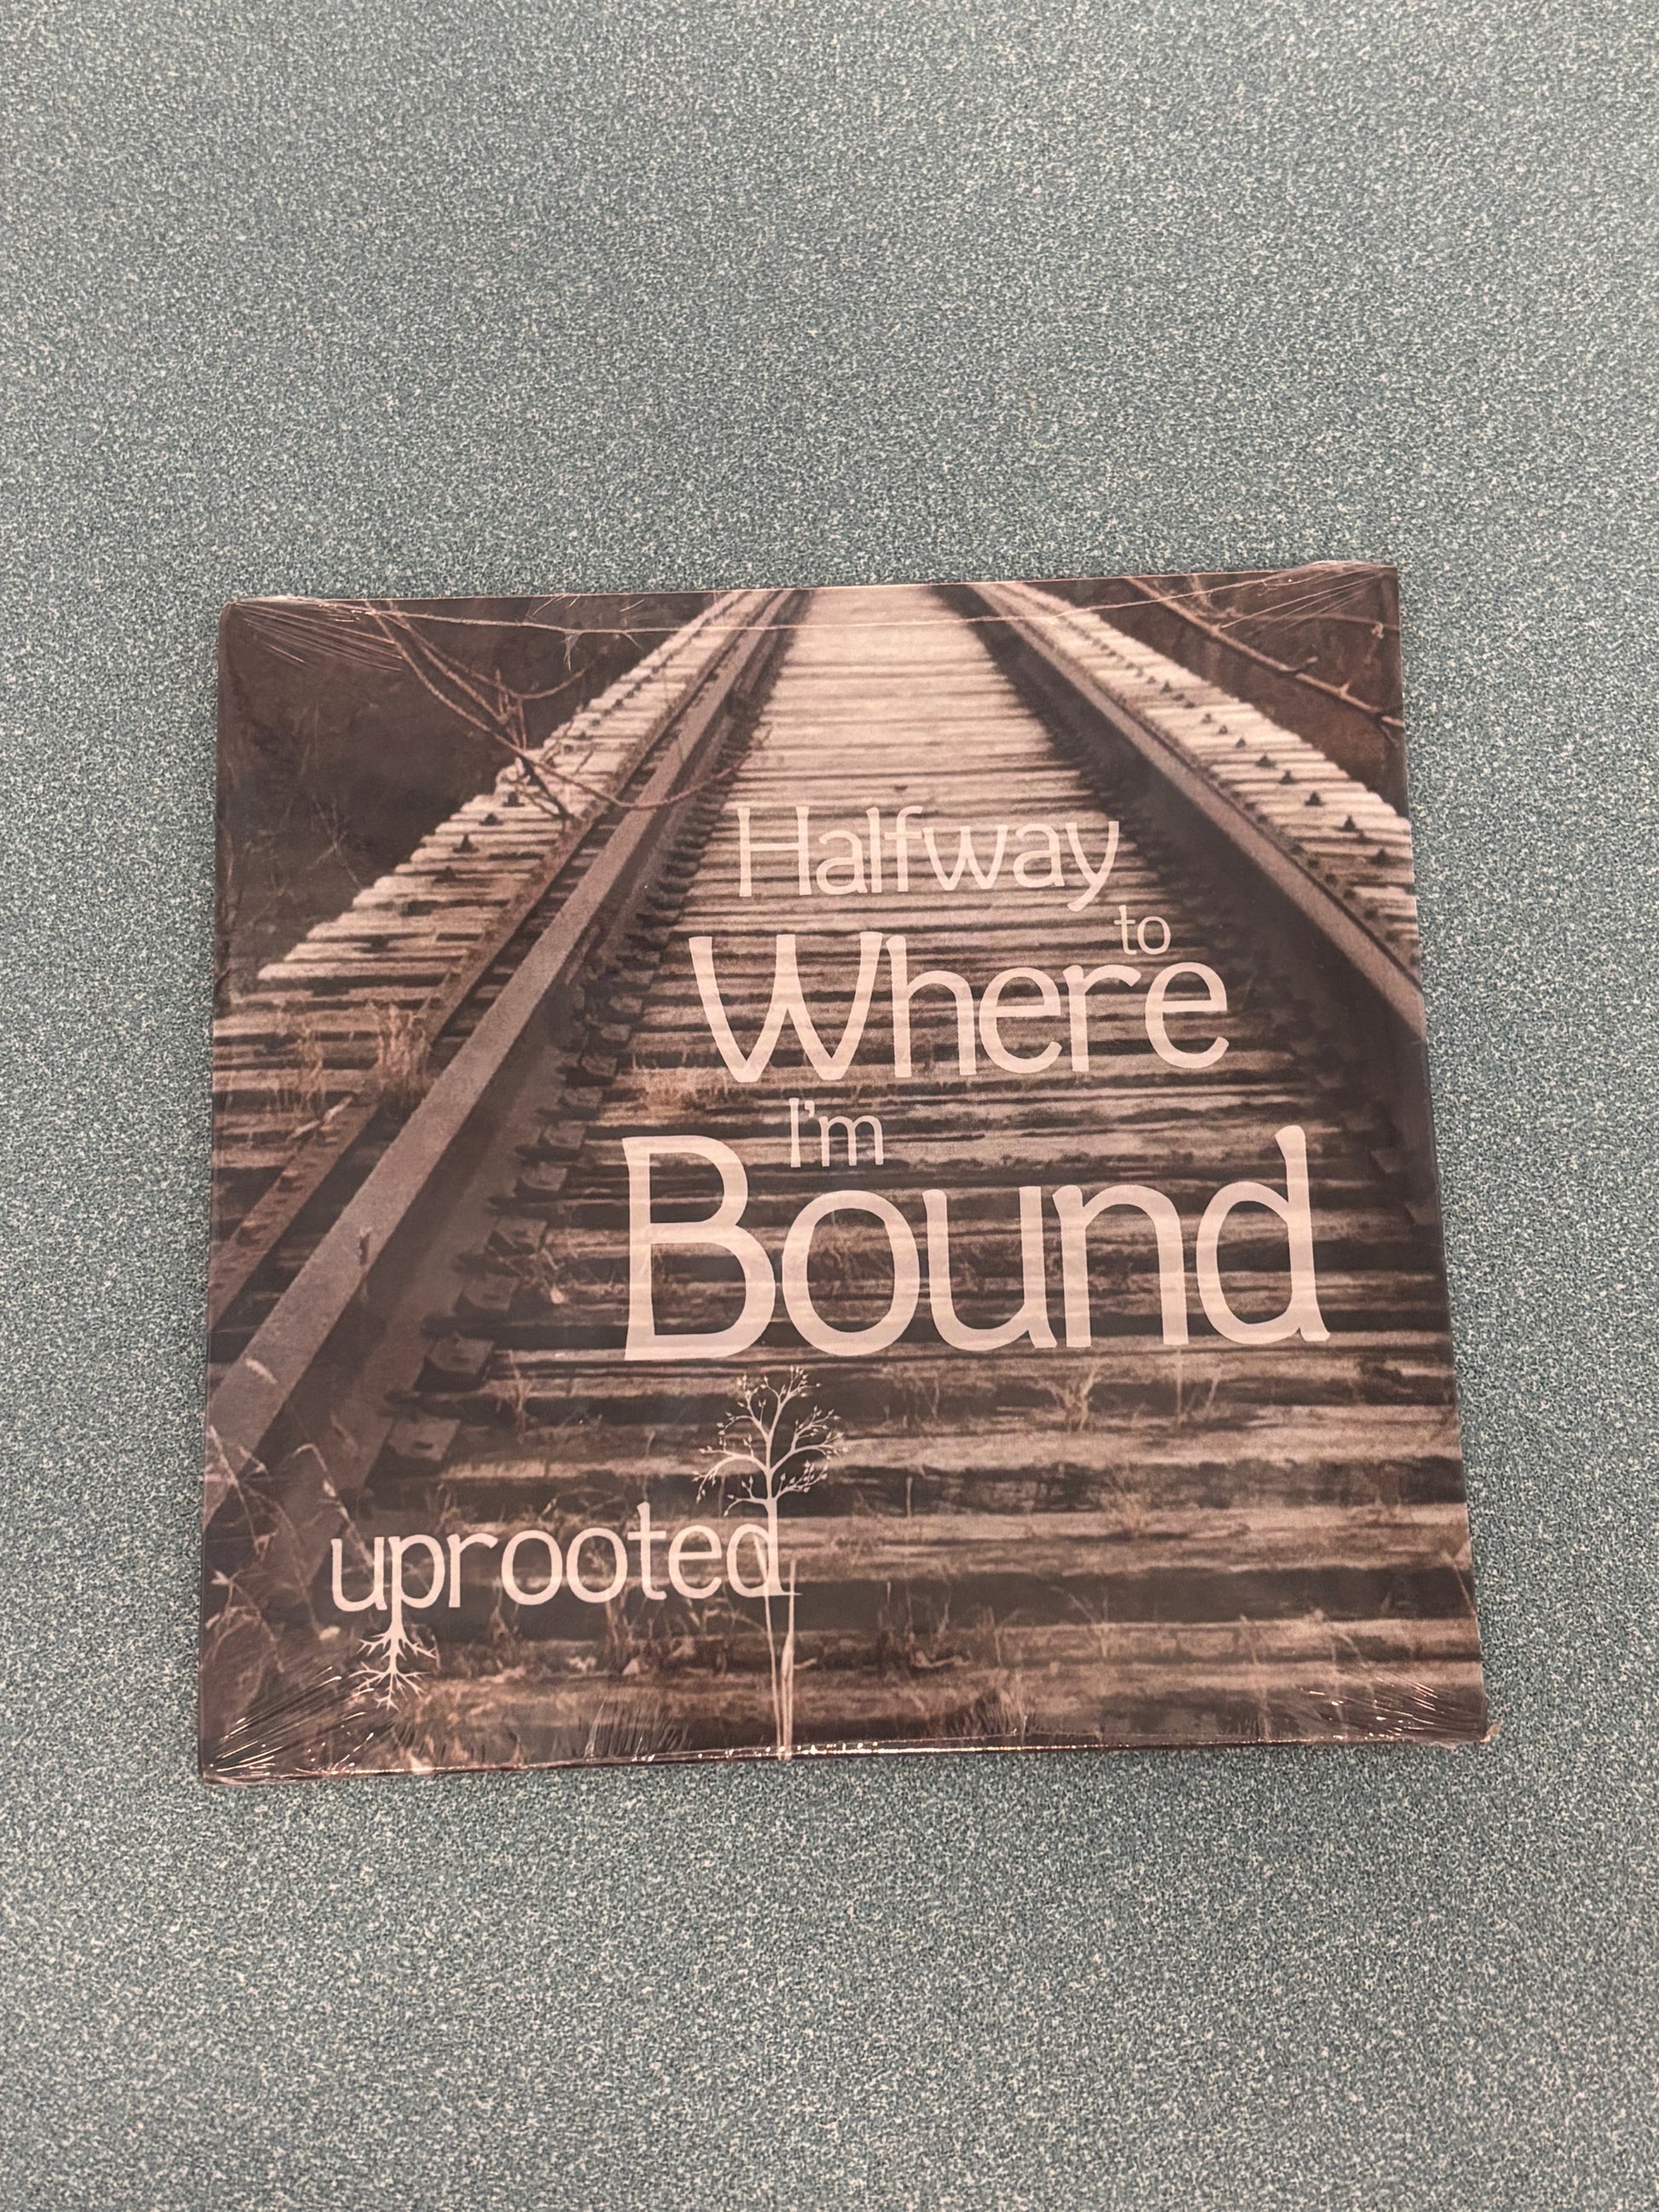 Halfway
to
Where
I'm
Bound
uprooted